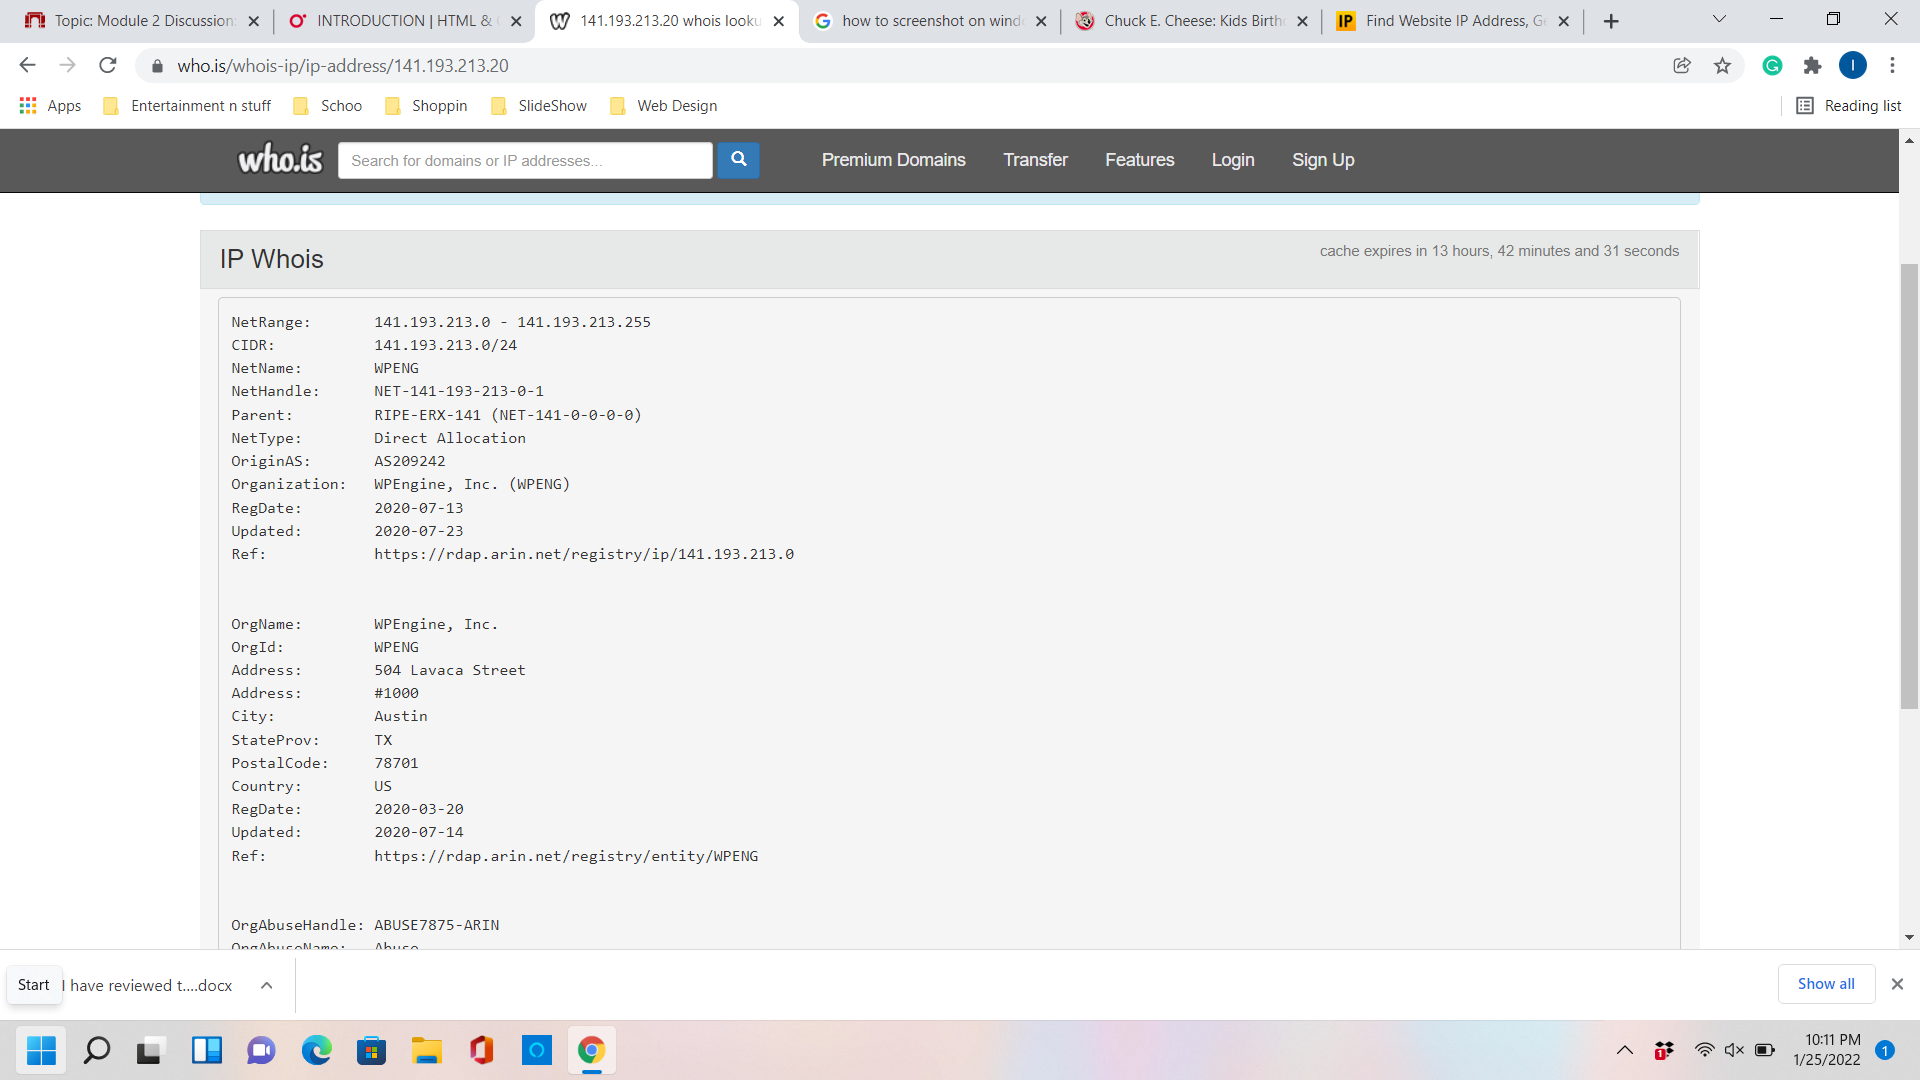 Topic: Module 2 Discussion:
INTRODUCTION | HTML &
141.193.213.20 whois looku
how to screenshot on wind
Chuck E. Cheese: Kids Birth
IP Find Website IP Address, Ge
who.is/whois-ip/ip-address/141.193.213.20
I
Apps
Entertainment n stuff
Schoo
Shoppin
SlideShow
Web Design
Reading list
who.is
Search for domains or IP addresses...
Premium Domains
Transfer
Features
Login
Sign Up
IP Whois
cache expires in 13 hours, 42 minutes and 31 seconds
NetRange: 141.193.213.0 - 141.193.213.255
CIDR: 141.193.213.0/24
NetName: WPENG
NetHandle: NET-141-193-213-0-1
Parent: RIPE-ERX-141 (NET-141-0-0-0-0)
NetType: Direct Allocation
OriginAS: AS209242
Organization: WPEngine, Inc. (WPENG)
RegDate: 2020-07-13
Updated: 2020-07-23
Ref: https://rdap.arin.net/registry/ip/141.193.213.0
OrgName: WPEngine, Inc.
OrgId: WPENG
Address: 504 Lavaca Street
Address: #1000
City: Austin
StateProv: TX
PostalCode: 78701
Country: US
RegDate: 2020-03-20
Updated: 2020-07-14
Ref: https://rdap.arin.net/registry/entity/WPENG
OrgAbuseHandle: ABUSE7875-ARIN
OrgAbuseName: Abuse
Start
I have reviewed t....docx
Show all
10:11 PM
1/25/2022
1
1